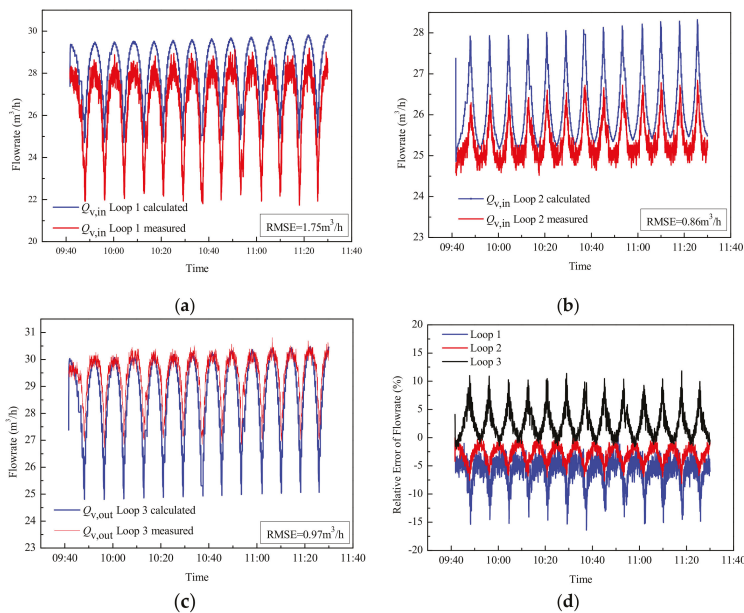 30
28
26
24
22
20
Flowrate (m³/h)
Qv,in Loop 1 calculated
Qv,in Loop 1 measured
RMSE=1.75m³/h
09:40 10:00 10:20 10:40 11:00 11:20 11:40
Time
(a)
28
27
26
25
24
23
Flowrate (m³/h)
Qv,in Loop 2 calculated
Qv,in Loop 2 measured
RMSE=0.86m³/h
09:40 10:00 10:20 10:40 11:00 11:20 11:40
Time
(b)
31
30
29
28
27
26
25
24
23
Flowrate (m³/h)
Qv,out Loop 3 calculated
Qv,out Loop 3 measured
RMSE=0.97m³/h
09:40 10:00 10:20 10:40 11:00 11:20 11:40
Time
(c)
20
15
10
5
0
-5
-10
-15
-20
Relative Error of Flowrate (%)
Loop 1
Loop 2
Loop 3
09:40 10:00 10:20 10:40 11:00 11:20 11:40
Time
(d)